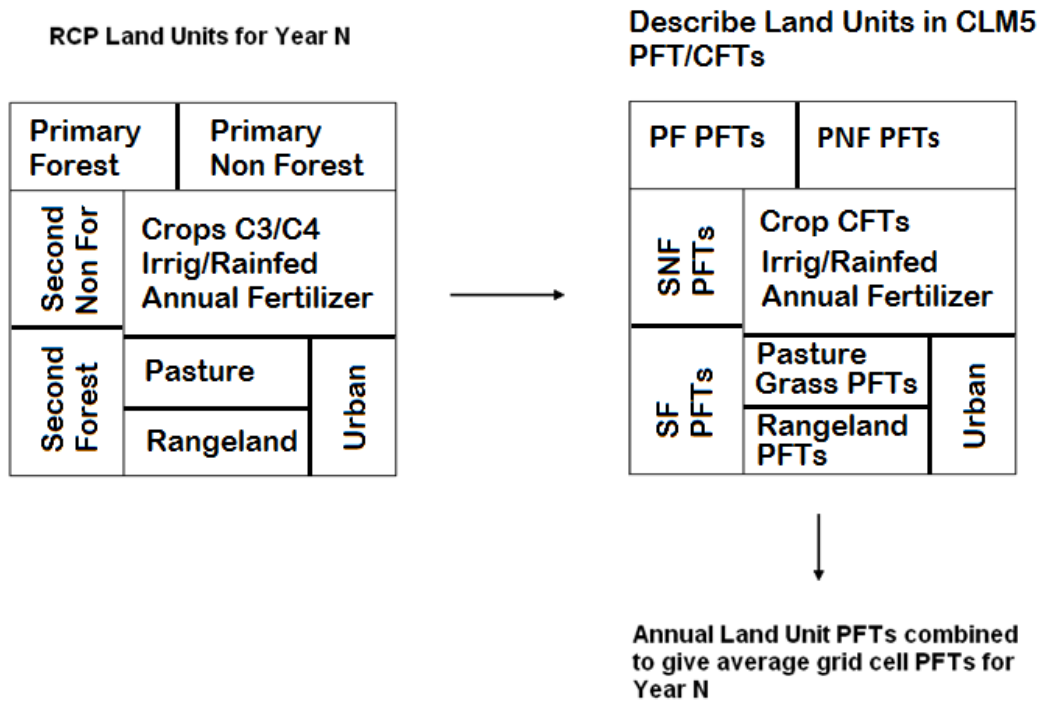 RCP Land Units for Year N
Primary
Forest
Primary
Non Forest
Second
Non For
Crops C3/C4
Irrig/Rainfed
Annual Fertilizer
Second
Forest
Pasture
Rangeland
Urban
Describe Land Units in CLM5
PFT/CFTs
PF PFTs
PNF PFTs
SNF
PFTs
Crop CFTs
Irrig/Rainfed
Annual Fertilizer
SF
PFTs
Pasture
Grass PFTs
Rangeland
PFTs
Urban
Annual Land Unit PFTs combined
to give average grid cell PFTs for
Year N